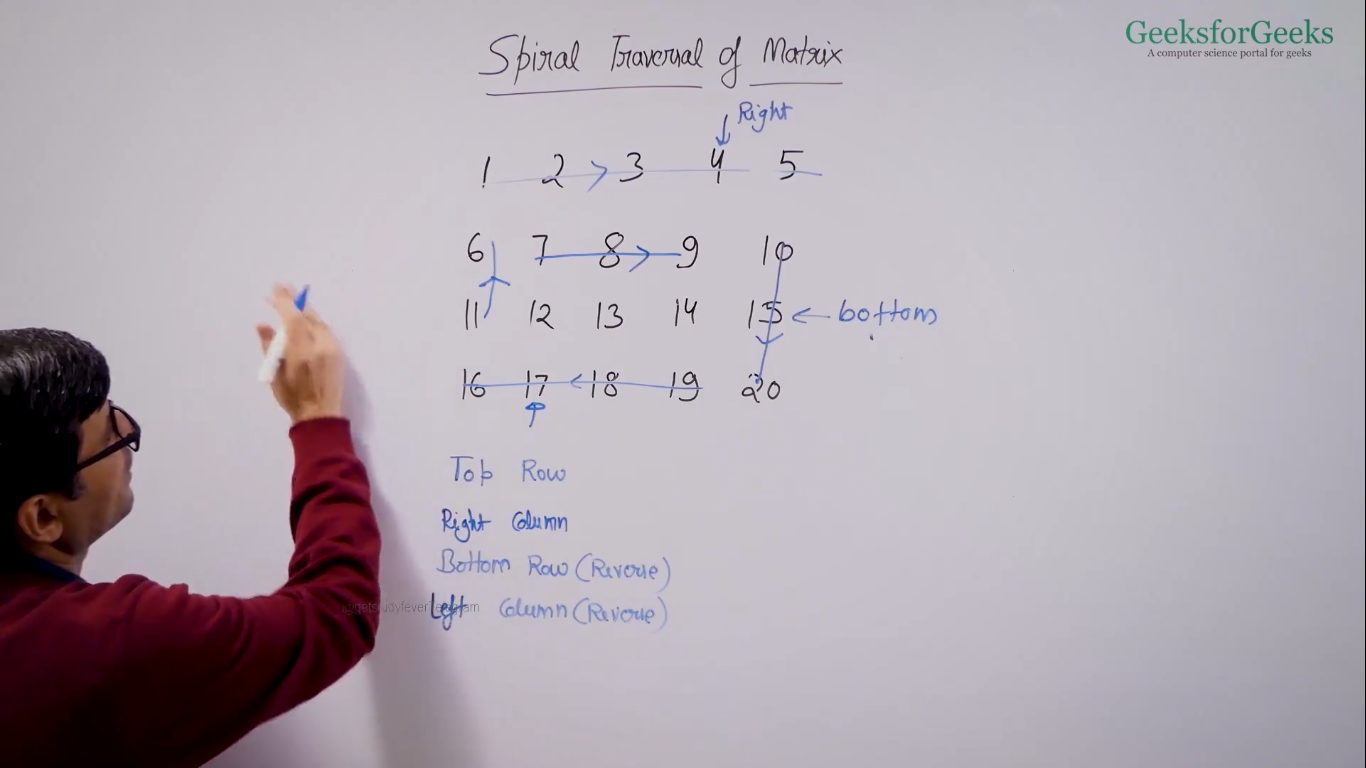 GeeksforGeeks
A computer science portal for geeks
Spiral Traversal of Matrix
Right
1 2 3 4 5
6 7 8 9 10
11 12 13 14 15 bottom
16 17 18 19 20
Top Row
Right Column
Bottom Row (Reverse)
Left Column (Reverse)